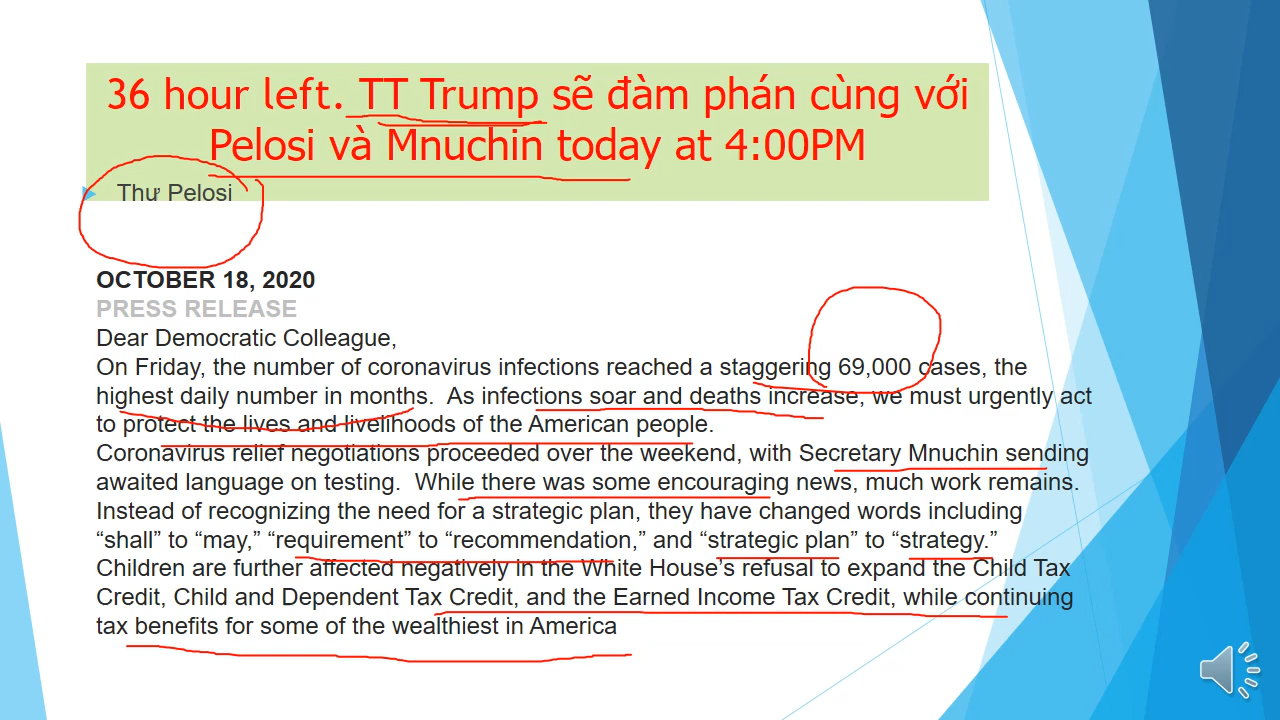 36 hour left. TT Trump sẽ đàm phán cùng với
Pelosi và Mnuchin today at 4:00PM
Thư Pelosi
OCTOBER 18, 2020
PRESS RELEASE
Dear Democratic Colleague,
On Friday, the number of coronavirus infections reached a staggering 69,000 cases, the
highest daily number in months.  As infections soar and deaths increase, we must urgently act
to protect the lives and livelihoods of the American people.
Coronavirus relief negotiations proceeded over the weekend, with Secretary Mnuchin sending
awaited language on testing.  While there was some encouraging news, much work remains.
Instead of recognizing the need for a strategic plan, they have changed words including
“shall” to “may,” “requirement” to “recommendation,” and “strategic plan” to “strategy.”
Children are further affected negatively in the White House’s refusal to expand the Child Tax
Credit, Child and Dependent Tax Credit, and the Earned Income Tax Credit, while continuing
tax benefits for some of the wealthiest in America